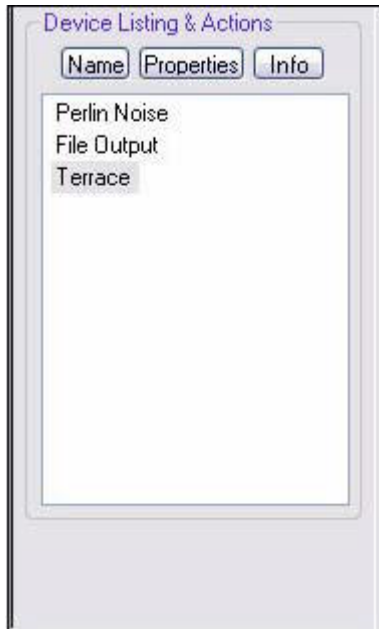 Device Listing & Actions
Name Properties Info
Perlin Noise
File Output
Terrace